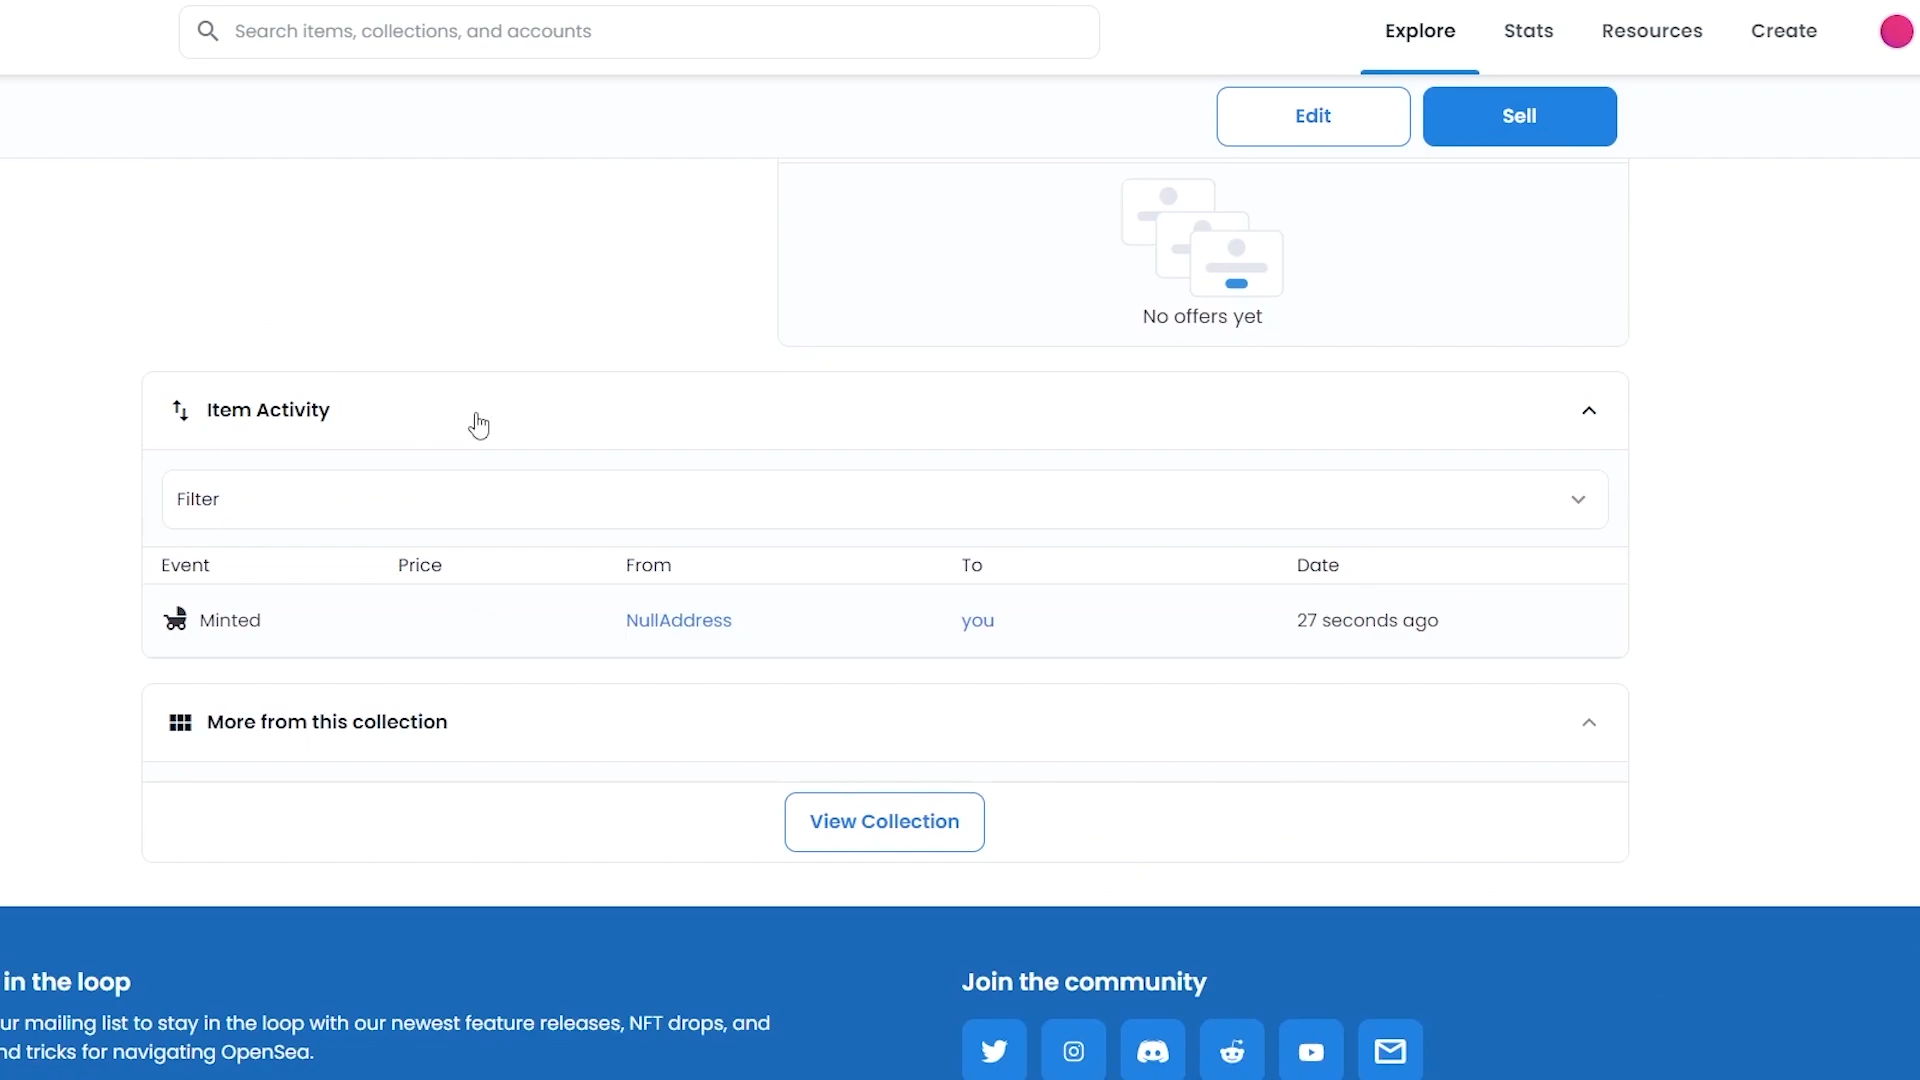 Search items, collections, and accounts
Explore
Stats
Resources
Create
Edit
Sell
No offers yet
Item Activity
Filter
Event Price From To Date
Minted NullAddress you 27 seconds ago
More from this collection
View Collection
in the loop
ur mailing list to stay in the loop with our newest feature releases, NFT drops, and
nd tricks for navigating OpenSea.
Join the community